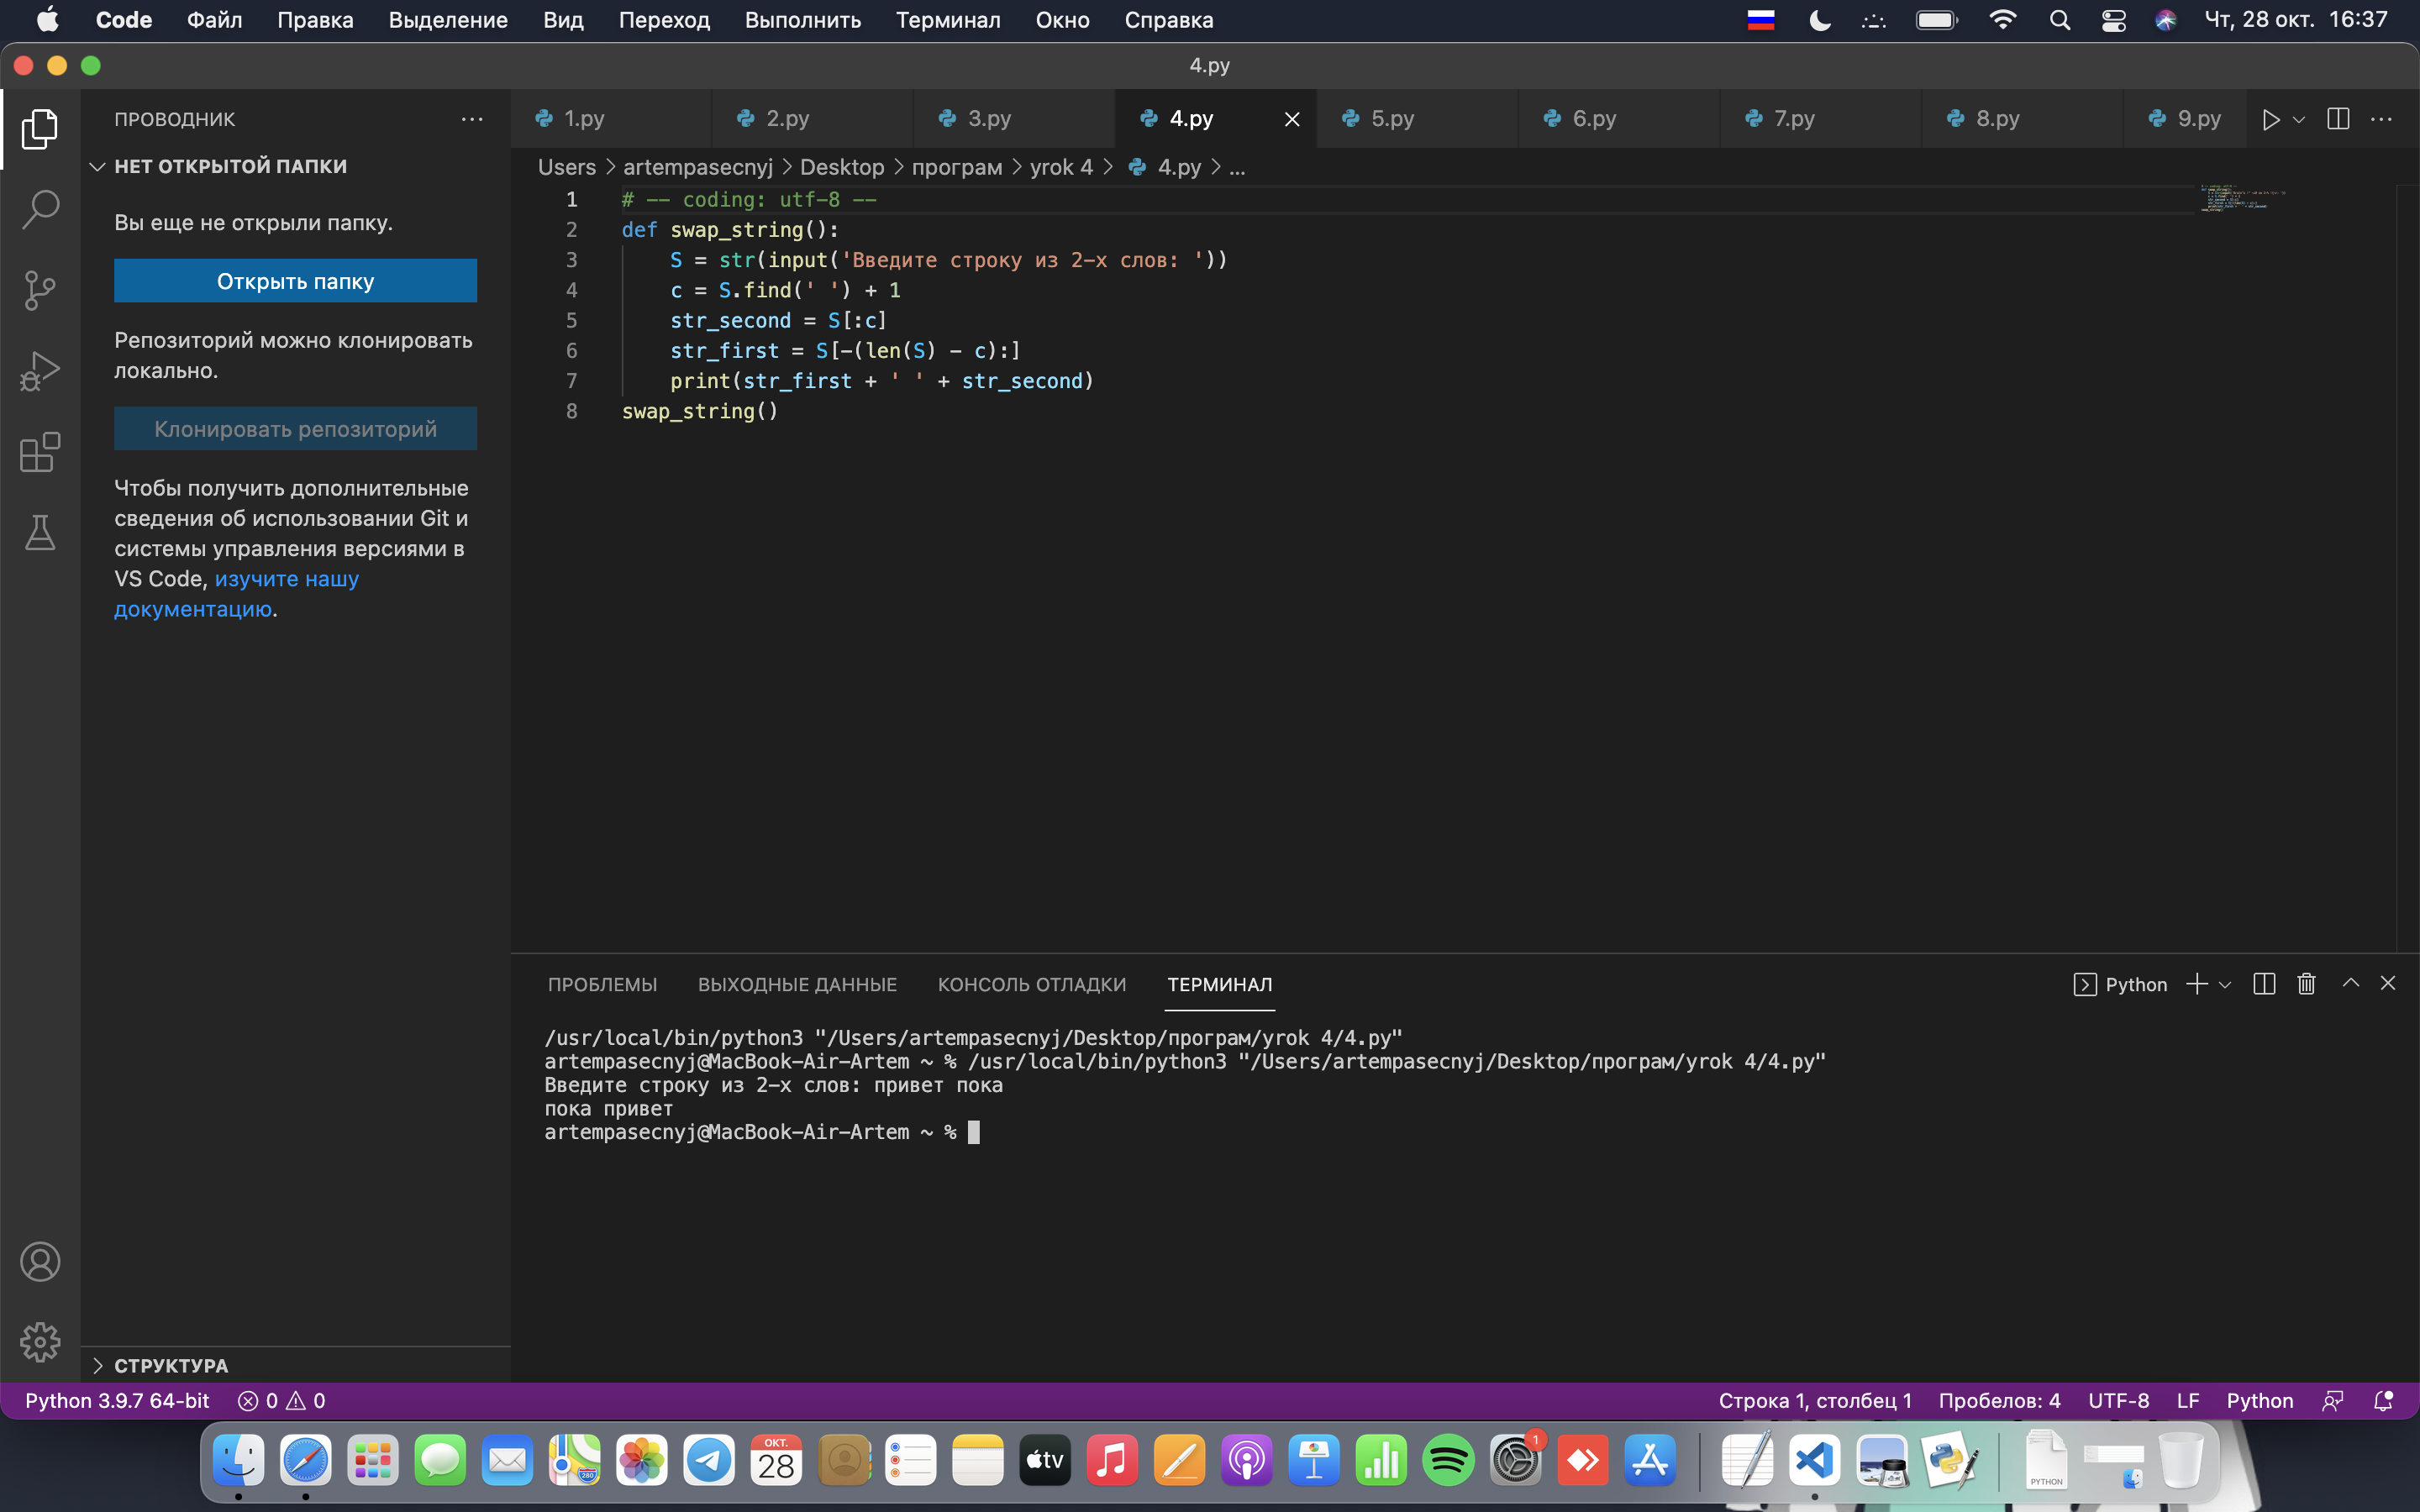 Code Файл Правка Выделение Вид Переход Выполнить Терминал Окно Справка Чт, 28 окт. 16:37
4.py
ПРОВОДНИК
НЕТ ОТКРЫТОЙ ПАПКИ
Вы еще не открыли папку.
Открыть папку
Репозиторий можно клонировать
локально.
Клонировать репозиторий
Чтобы получить дополнительные
сведения об использовании Git и
системы управления версиями в
VS Code, изучите нашу
документацию.
СТРУКТУРА
1.py 2.py 3.py 4.py 5.py 6.py 7.py 8.py 9.py
Users > artempasecnyj > Desktop > програм > yrok 4 > 4.py > ...
1 # -- coding: utf-8 --
2 def swap_string():
3 S = str(input('Введите строку из 2-х слов: '))
4 c = S.find(' ') + 1
5 str_second = S[:c]
6 str_first = S[-(len(S) - c):]
7 print(str_first + ' ' + str_second)
8 swap_string()
ПРОБЛЕМЫ ВЫХОДНЫЕ ДАННЫЕ КОНСОЛЬ ОТЛАДКИ ТЕРМИНАЛ Python
/usr/local/bin/python3 "/Users/artempasecnyj/Desktop/програм/yrok 4/4.py"
artempasecnyj@MacBook-Air-Artem ~ % /usr/local/bin/python3 "/Users/artempasecnyj/Desktop/програм/yrok 4/4.py"
Введите строку из 2-х слов: привет пока
пока привет
artempasecnyj@MacBook-Air-Artem ~ %
Python 3.9.7 64-bit 0 0 Строка 1, столбец 1 Пробелов: 4 UTF-8 LF Python
280 ОКТ. 28 tv 1 PYTHON